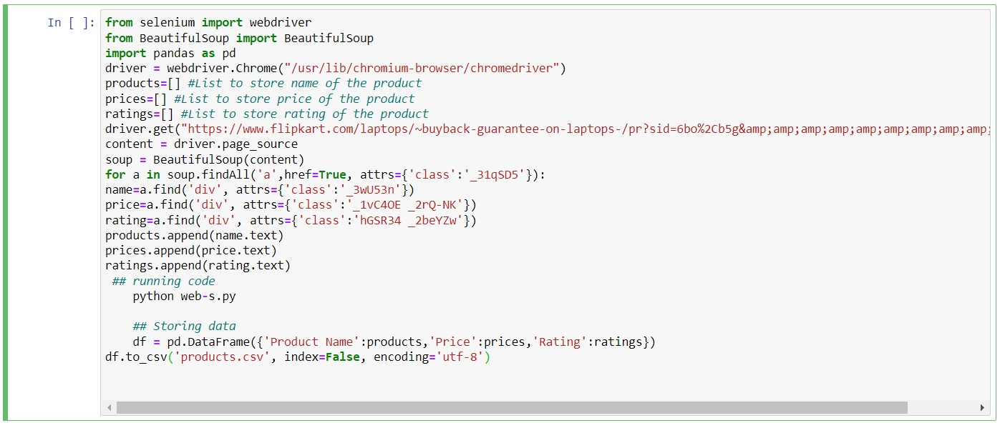 In [ ]: from selenium import webdriver
from BeautifulSoup import BeautifulSoup
import pandas as pd
driver = webdriver.Chrome("/usr/lib/chromium-browser/chromedriver")
products=[] #List to store name of the product
prices=[] #List to store price of the product
ratings=[] #List to store rating of the product
driver.get("https://www.flipkart.com/laptops/~buyback-guarantee-on-laptops-/pr?sid=6bo%2Cb5g&amp;amp;amp;amp;amp;amp;amp;amp;amp;
content = driver.page_source
soup = BeautifulSoup(content)
for a in soup.findAll('a',href=True, attrs={'class':'_31qSD5'}):
name=a.find('div', attrs={'class':'_3wU53n'})
price=a.find('div', attrs={'class':'_1vC4OE _2rQ-NK'})
rating=a.find('div', attrs={'class':'hGSR34 _2beYZw'})
products.append(name.text)
prices.append(price.text)
ratings.append(rating.text)
 ## running code
    python web-s.py
    ## Storing data
    df = pd.DataFrame({'Product Name':products,'Price':prices,'Rating':ratings})
df.to_csv('products.csv', index=False, encoding='utf-8')